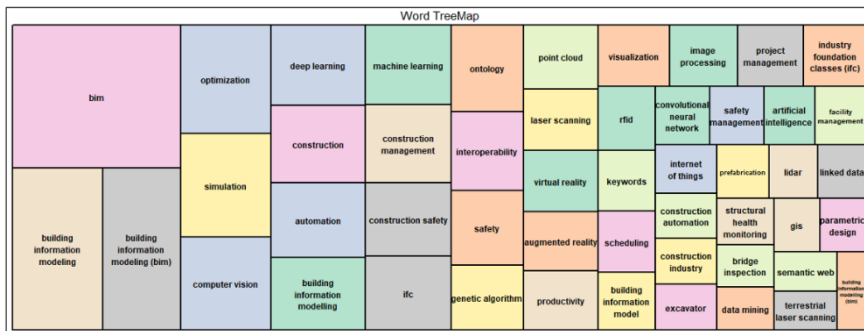 Word TreeMap
bim
building
information
modeling
building
information
modeling (bim)
optimization
simulation
computer vision
deep learning
construction
automation
building
information
modelling
machine learning
construction
management
construction safety
ifc
ontology
interoperability
safety
genetic algorithm
point cloud
laser scanning
virtual reality
augmented reality
productivity
visualization
rfid
keywords
scheduling
building
information
model
image
processing
project
management
industry
foundation
classes (ifc)
convolutional
neural
network
safety
management
artificial
intelligence
facility
management
internet
of things
prefabrication
lidar
linked data
construction
automation
structural
health
monitoring
gis
parametric
design
construction
industry
bridge
inspection
semantic web
building
information
modeling
(bim)
excavator
data mining
terrestrial
laser scanning